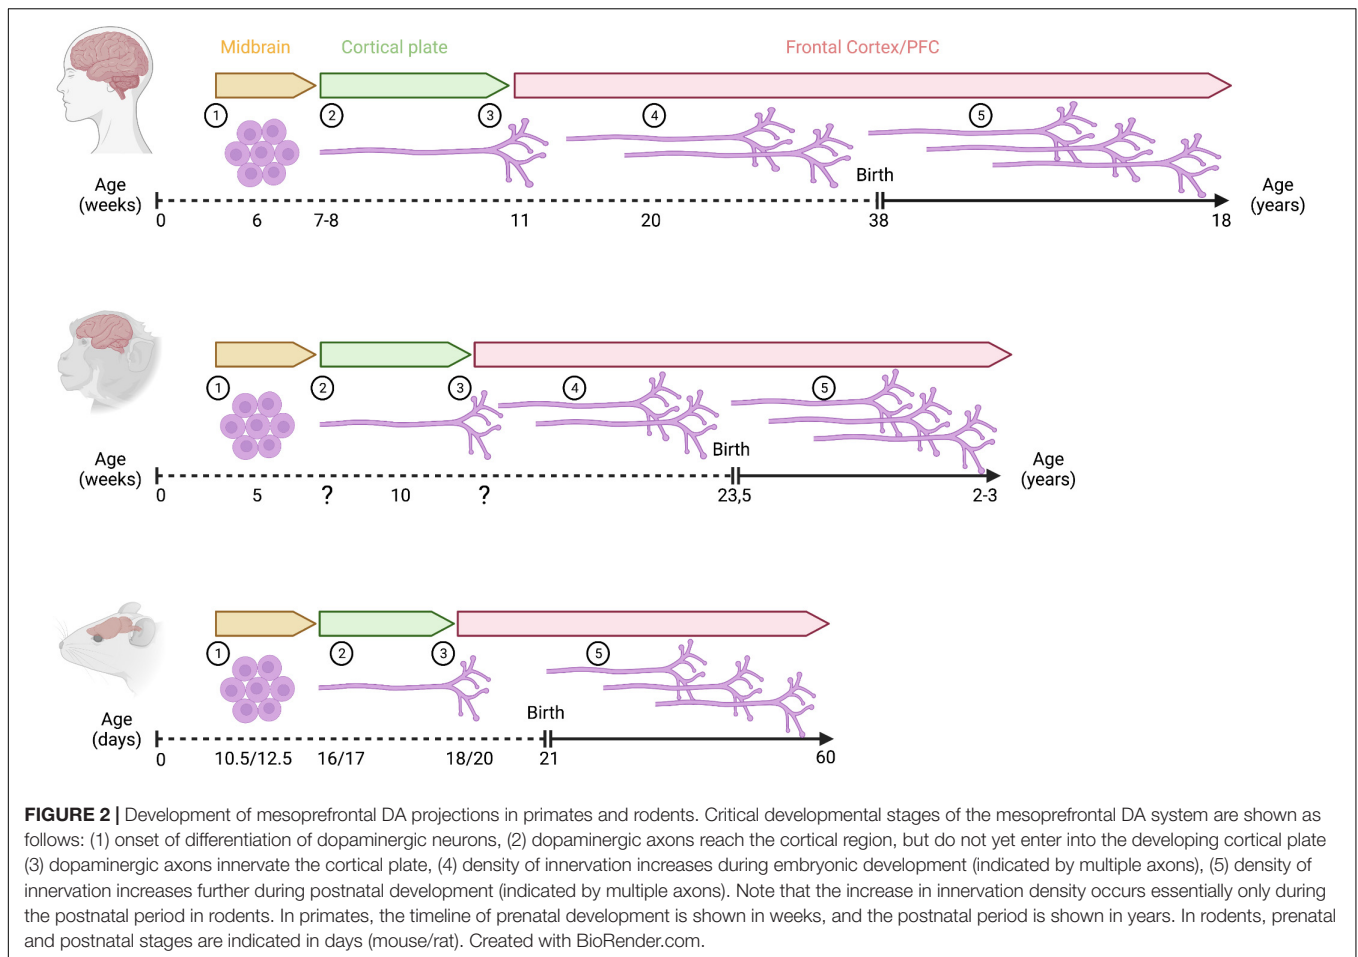 Midbrain Cortical plate Frontal Cortex/PFC
1 2 3 4 5
Birth
Age
(weeks)
Age
(years)
0 6 7-8 11 20 38 18
1 2 3 4 5
Birth
Age
(weeks)
Age
(years)
0 5 ? 10 ? 23,5 2-3
1 2 3 5
Birth
Age
(days)
0 10.5/12.5 16/17 18/20 21 60
FIGURE 2 | Development of mesoprefrontal DA projections in primates and rodents. Critical developmental stages of the mesoprefrontal DA system are shown as
follows: (1) onset of differentiation of dopaminergic neurons, (2) dopaminergic axons reach the cortical region, but do not yet enter into the developing cortical plate
(3) dopaminergic axons innervate the cortical plate, (4) density of innervation increases during embryonic development (indicated by multiple axons), (5) density of
innervation increases further during postnatal development (indicated by multiple axons). Note that the increase in innervation density occurs essentially only during
the postnatal period in rodents. In primates, the timeline of prenatal development is shown in weeks, and the postnatal period is shown in years. In rodents, prenatal
and postnatal stages are indicated in days (mouse/rat). Created with BioRender.com.